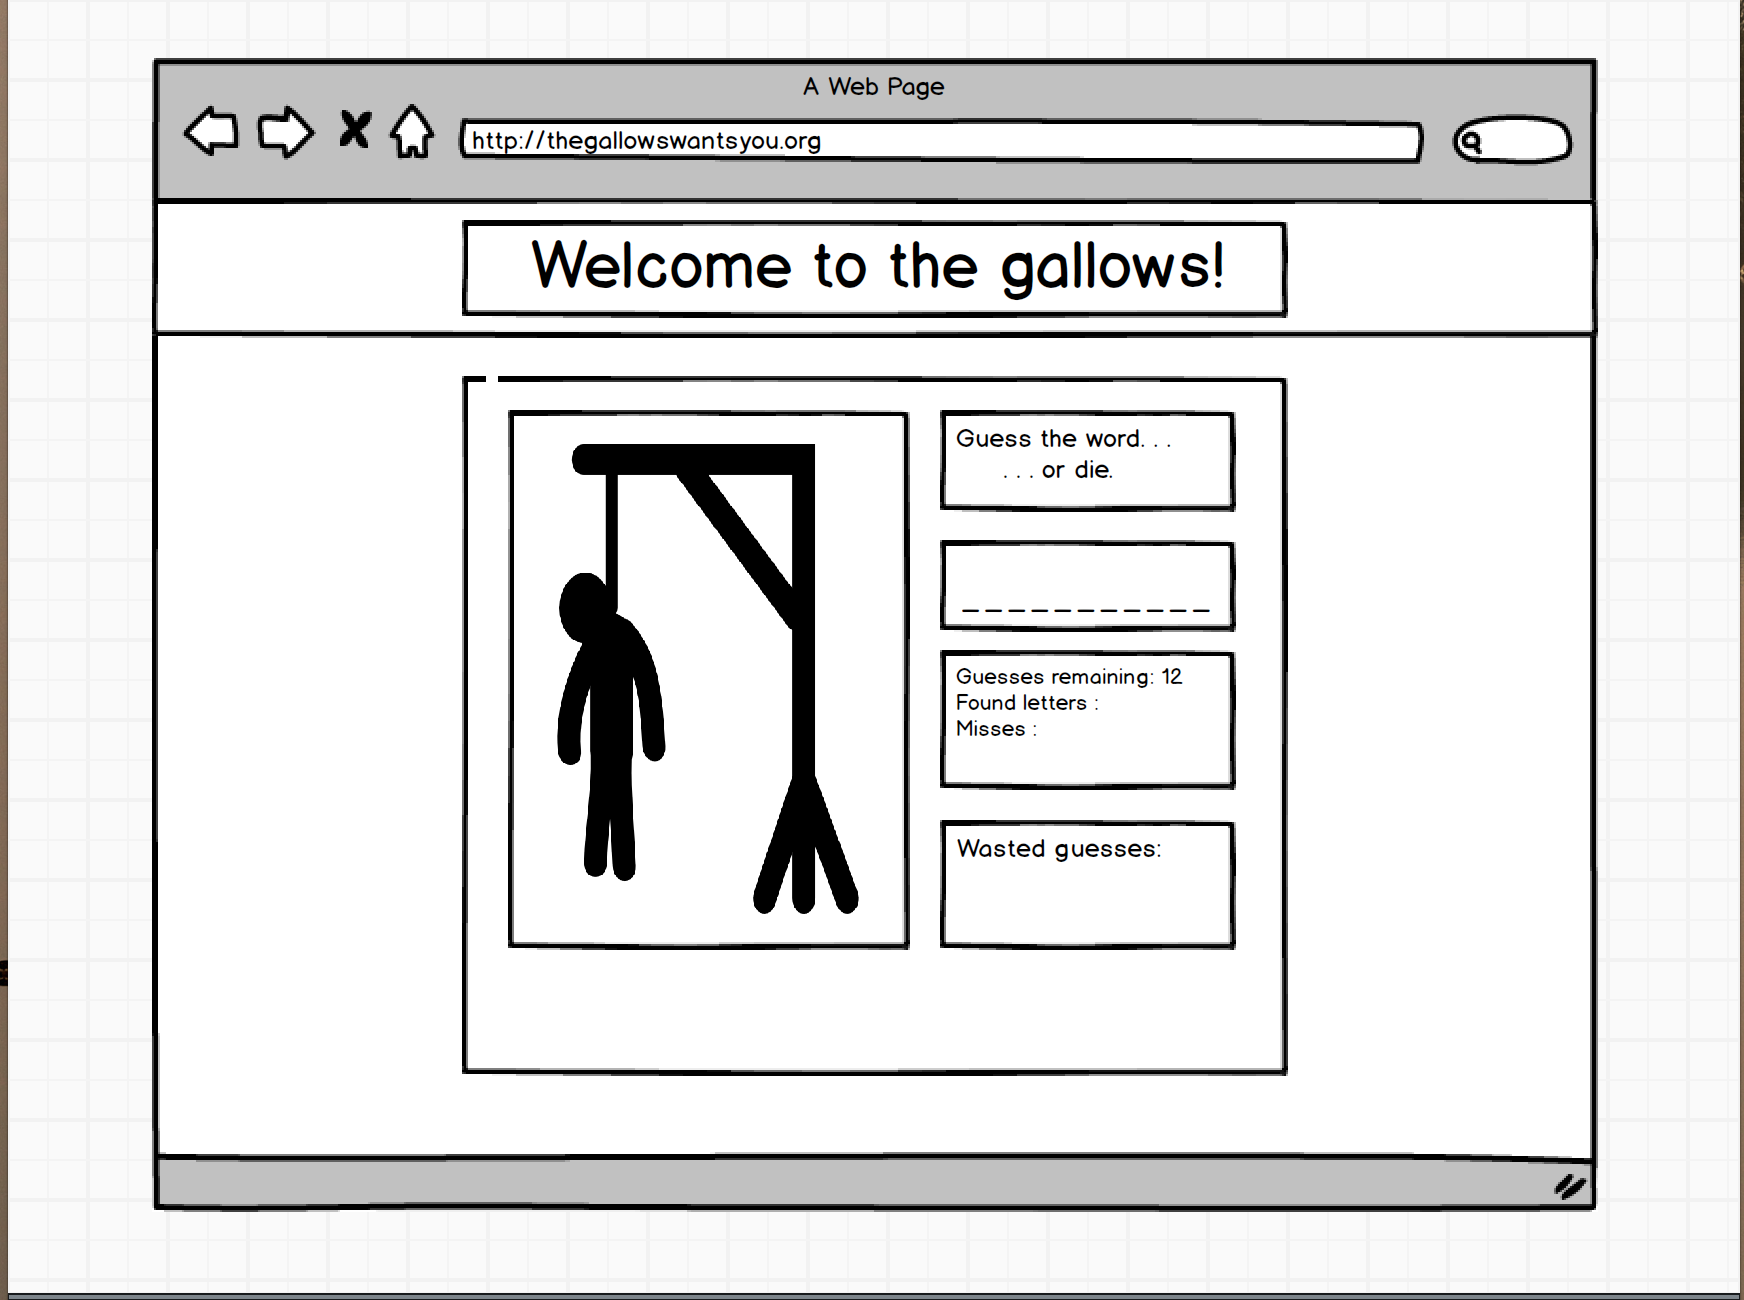 A Web Page
http://thegallowswantsyou.org
Welcome to the gallows!
Guess the word. . .
. . . or die.
_ _ _ _ _ _ _ _ _ _ _
Guesses remaining: 12
Found letters :
Misses :
Wasted guesses: